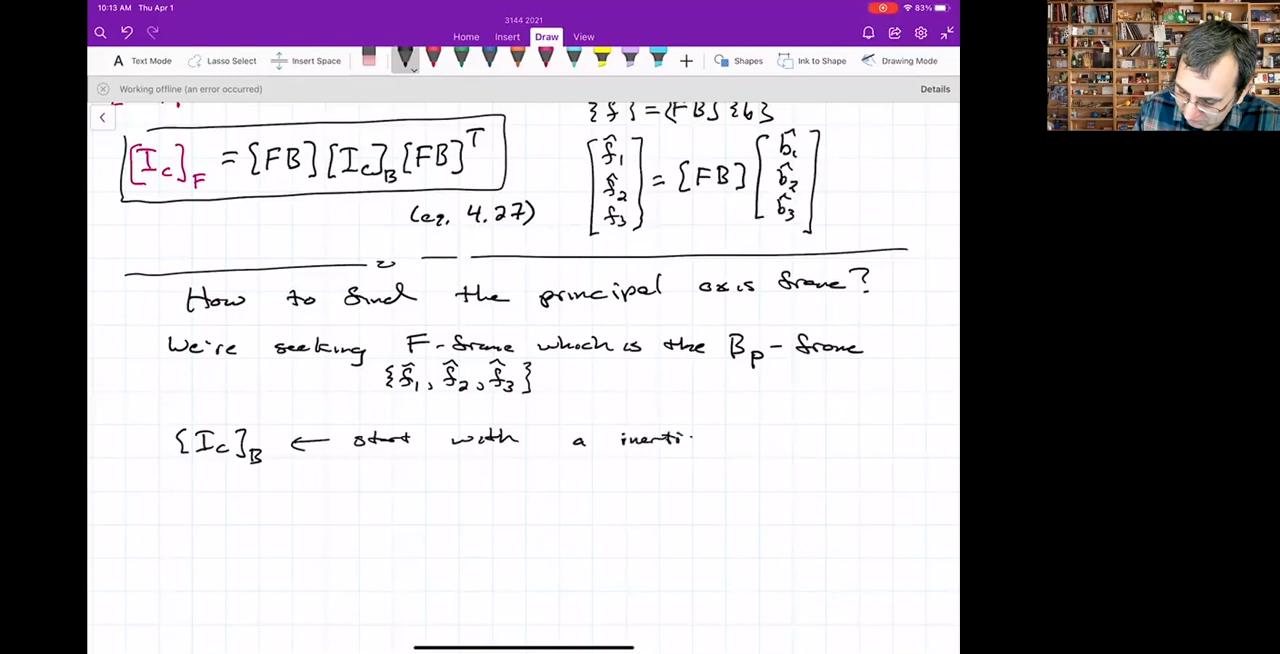 10:13 AM Thu Apr 1
83%
3144 2021
Home Insert Draw View
Text Mode Lasso Select Insert Space Shapes Ink to Shape Drawing Mode
Working offline (an error occurred) Details
{f} = [FB] {b}
[Ic]F = [FB] [Ic]B [FB]T
(eq. 4.27)
[f̂1 f̂2 f3] = [FB] [b̂1 b̂2 b̂3]
How to find the principal axis frame?
We're seeking F-frame which is the Bp-frame
{f̂1, f̂2, f̂3}
[Ic]B ← start with a inerti